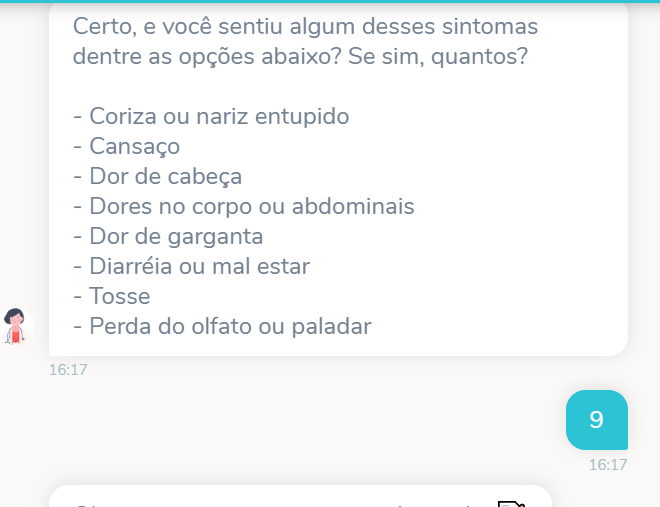 Certo, e você sentiu algum desses sintomas
dentre as opções abaixo? Se sim, quantos?
- Coriza ou nariz entupido
- Cansaço
- Dor de cabeça
- Dores no corpo ou abdominais
- Dor de garganta
- Diarréia ou mal estar
- Tosse
- Perda do olfato ou paladar
16:17
9
16:17